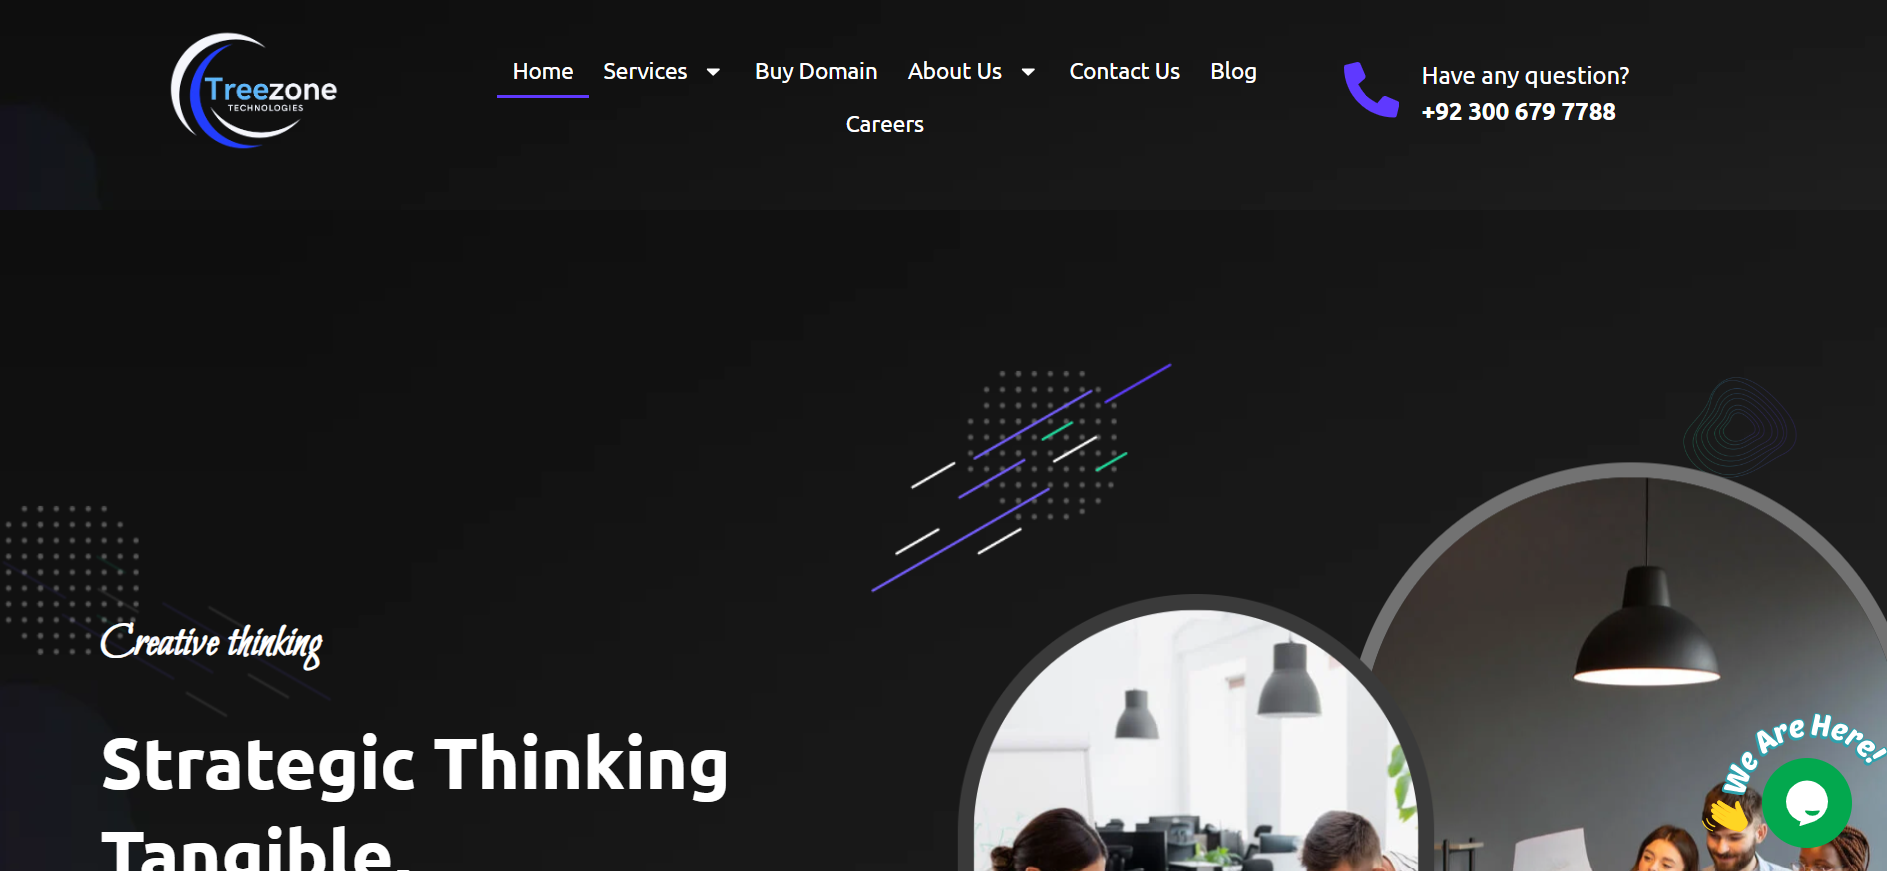 Treezone
TECHNOLOGIES
Home Services Buy Domain About Us Contact Us Blog
Careers
Have any question?
+92 300 679 7788
Creative thinking
Strategic Thinking
Tangible.
We Are Here!